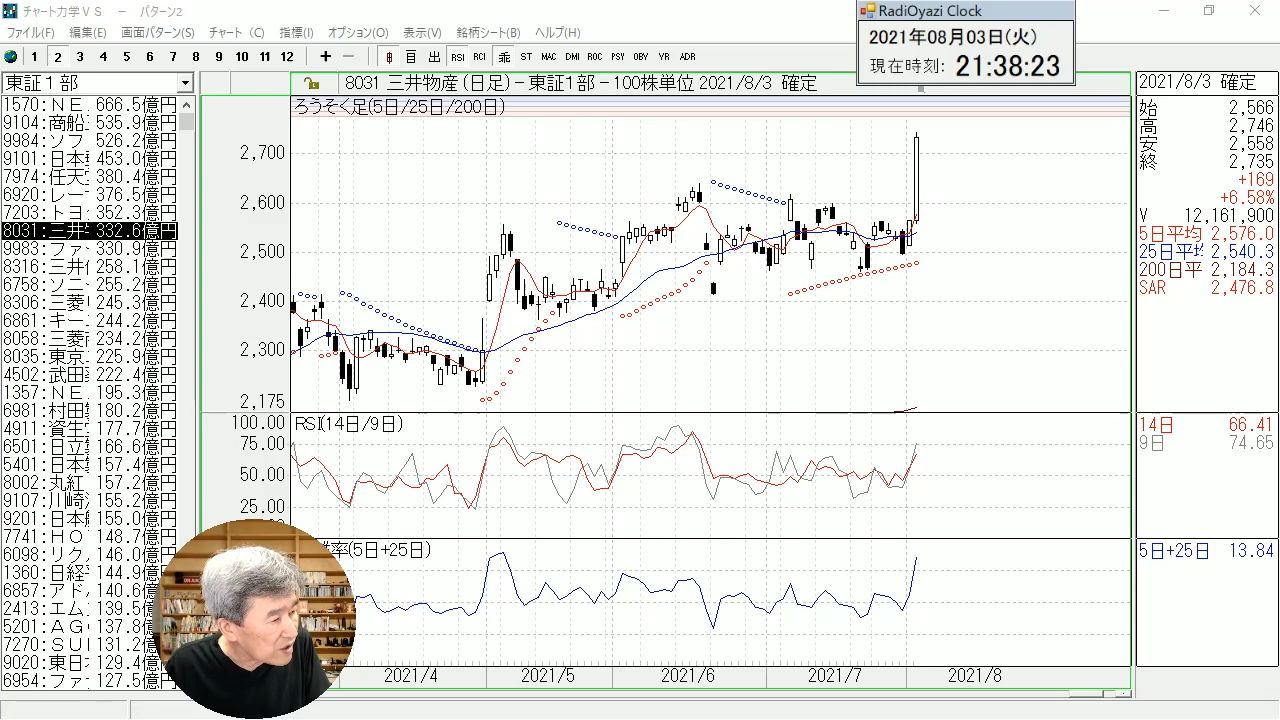 チャート力学ＶＳ － パターン2
RadiOyazi Clock
2021年08月03日(火)
現在時刻: 21:38:23
ファイル(F) 編集(E) 画面パターン(S) チャート (C) 指標(I) オプション(O) 表示(V) 銘柄シート(B) ヘルプ(H)
1 2 3 4 5 6 7 8 9 10 11 12 + − 日 出 RSI RCI 乖 ST MAC DMI ROC PSY OBV YR ADR
東証１部
8031 三井物産 (日足)－東証1部－100株単位 2021/8/3 確定
2021/8/3 確定
ろうそく足(5日/25日/200日)
1570:ＮＥ 666.5億円
9104:商船 535.9億円
9984:ソフ 526.2億円
9101:日本 453.0億円
7974:任天 380.4億円
6920:レー 376.5億円
7203:トヨ 352.3億円
8031:三井 332.6億円
9983:ファ 30.9億円
8316:三井 258.1億円
6758:ソニ 255.2億円
8306:三菱 245.3億円
6861:キー 244.2億円
8058:三菱 234.2億円
8035:東京 225.9億円
4502:武田 222.4億円
1357:ＮＥ 195.3億円
6981:村田 180.2億円
4911:資生 177.7億円
6501:日立 166.6億円
5401:日本 157.4億円
8002:丸紅 157.2億円
9107:川崎 155.2億円
9201:日本 155.0億円
7741:ＨＯ 148.7億円
6098:リク 146.0億円
1360:日経 144.9億
6857:アド 140.6
2413:エム 139.5
5201:ＡＧ 137.8
7270:ＳＵ 131.2
9020:東日 129.4億
6954:ファ 127.5億
2,700
2,600
2,500
2,400
2,300
2,175
始 2,566
高 2,746
安 2,558
終 2,735
+169
+6.58%
V 12,161,900
5日平均 2,576.0
25日平均 2,540.3
200日平 2,184.3
SAR 2,476.8
RSI(14日/9日)
100.00
75.00
50.00
25.00
14日 66.41
9日 74.65
率(5日+25日)
5日+25日 13.84
2021/4 2021/5 2021/6 2021/7 2021/8